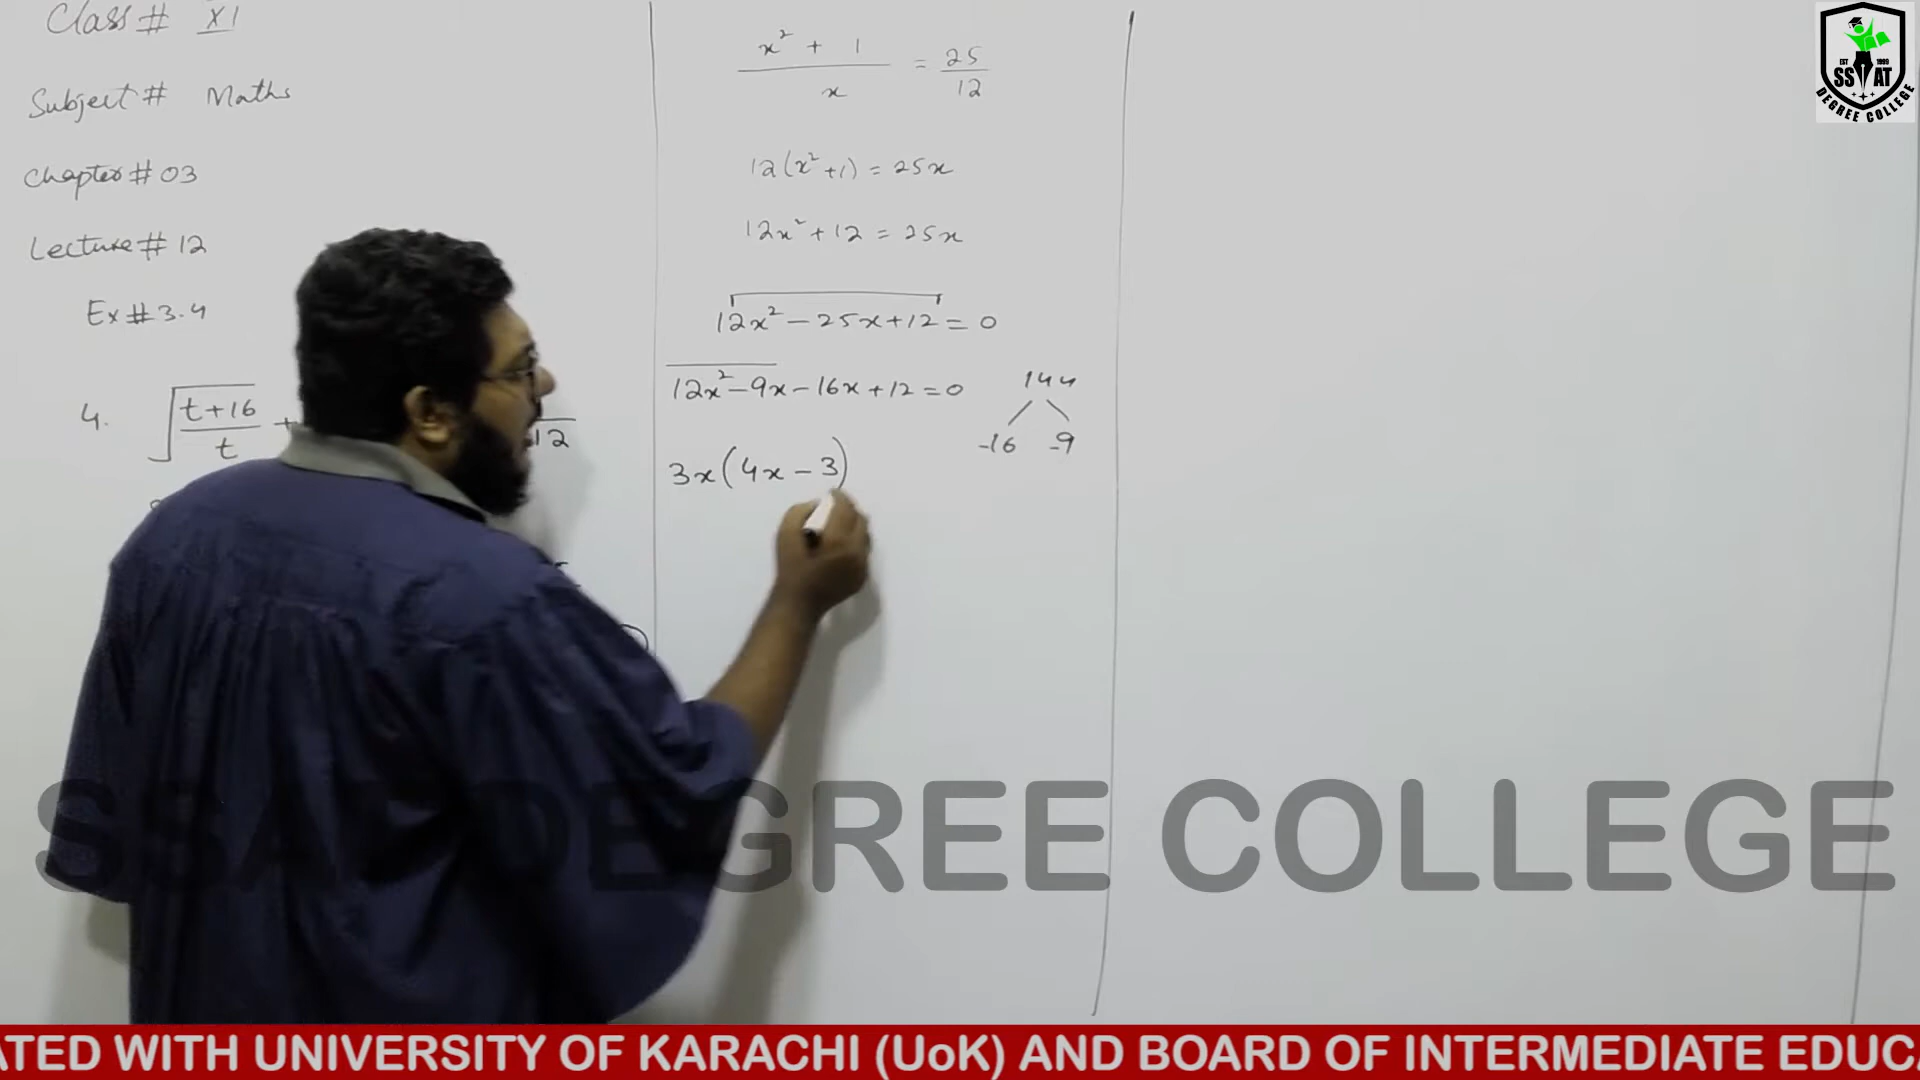 Class # XI
Subject # Maths
Chapter # 03
Lecture # 12
Ex # 3.4
4. √((t+16)/t) +
12
(x² + 1)/x = 25/12
12(x²+1) = 25x
12x²+12 = 25x
12x² − 25x + 12 = 0
12x² − 9x − 16x + 12 = 0
144
-16 -9
3x(4x − 3)
EST 1999
SSAT
DEGREE COLLEGE
SSAT DEGREE COLLEGE
ATED WITH UNIVERSITY OF KARACHI (UoK) AND BOARD OF INTERMEDIATE EDUCA